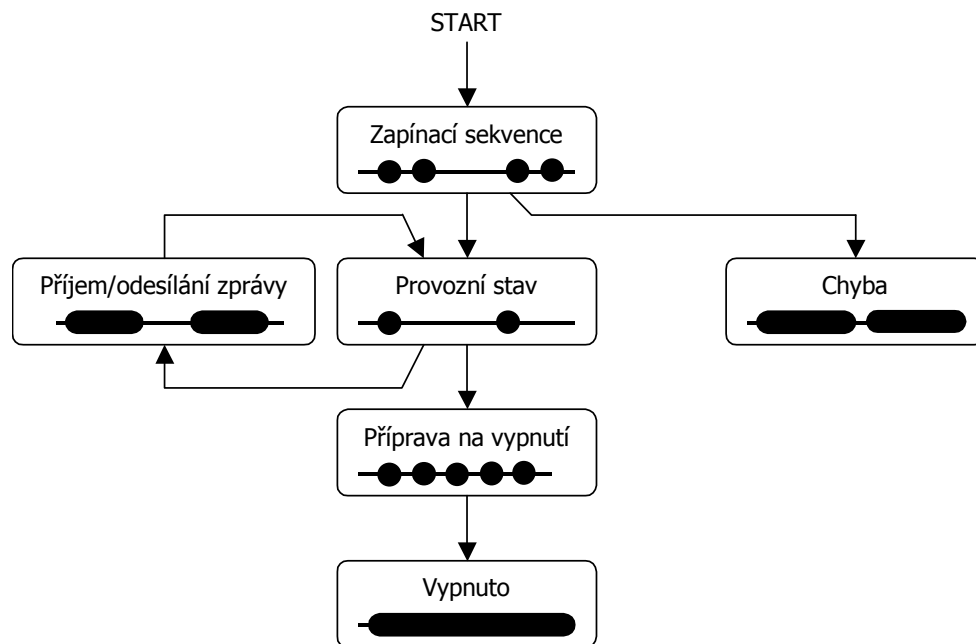 START
Zapínací sekvence
Příjem/odesílání zprávy
Provozní stav
Chyba
Příprava na vypnutí
Vypnuto